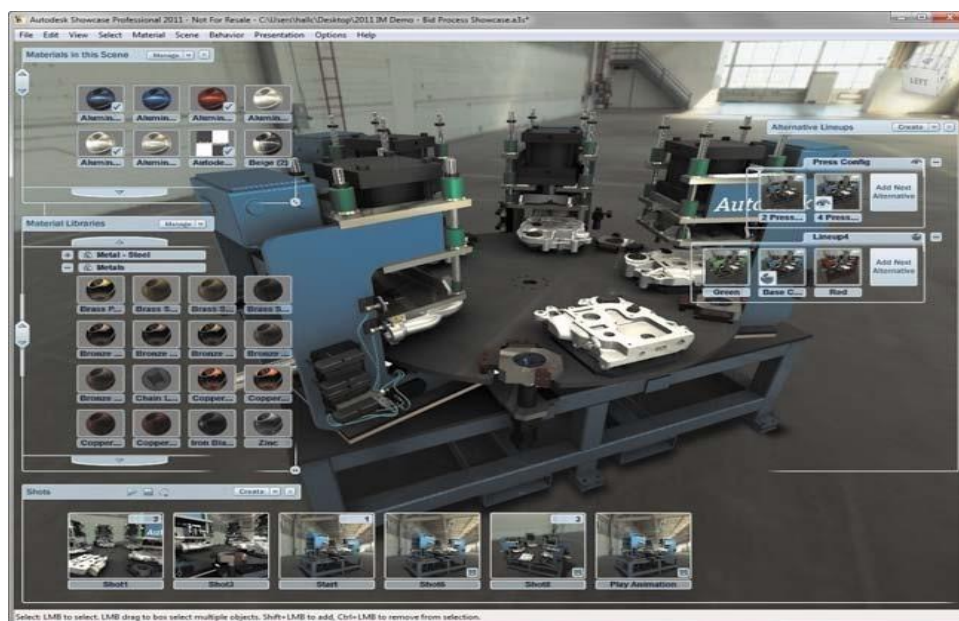 Autodesk Showcase Professional 2011 - Not For Resale - C:\Users\hallc\Desktop\2011 IM Demo - Bid Process Showcase.a3s*
File Edit View Select Material Scene Behavior Presentation Options Help
Materials in this Scene Manage
Alumin... Alumin... Alumin... Alumin...
Alumin... Alumin... Autode... Beige (2)
LEFT
Alternative Lineups Create
Press Config
2 Press... 4 Press... Add Next Alternative
Lineup4
Green Base C... Red Add Next Alternative
Material Libraries Manage
Metal - Steel
Metals
Brass P... Brass S... Brass S... Brass S...
Bronze ... Bronze ... Bronze ... Bronze ...
Bronze ... Chain L... Copper... Copper...
Copper... Copper... Iron Bla... Zinc
Shots Create
Shot1 Shot3 Start Shot6 Shot8 Play Animation
Select: LMB to select. LMB drag to box select multiple objects. Shift+LMB to add, Ctrl+LMB to remove from selection.